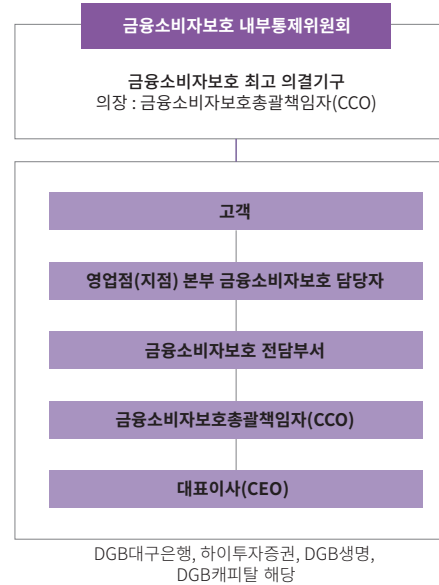 금융소비자보호 내부통제위원회
금융소비자보호 최고 의결기구
의장 : 금융소비자보호총괄책임자(CCO)
고객
영업점(지점) 본부 금융소비자보호 담당자
금융소비자보호 전담부서
금융소비자보호총괄책임자(CCO)
대표이사(CEO)
DGB대구은행, 하이투자증권, DGB생명,
DGB캐피탈 해당